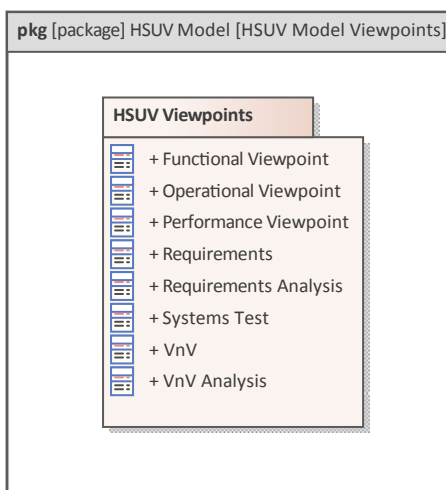 pkg [package] HSUV Model [HSUV Model Viewpoints]
HSUV Viewpoints
+ Functional Viewpoint
+ Operational Viewpoint
+ Performance Viewpoint
+ Requirements
+ Requirements Analysis
+ Systems Test
+ VnV
+ VnV Analysis